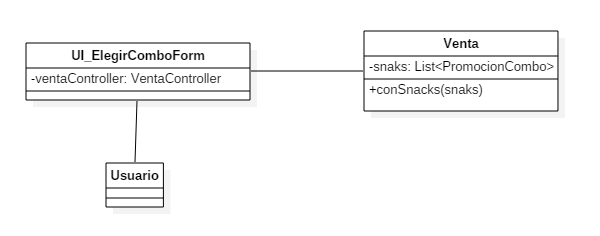 UI_ElegirComboForm
-ventaController: VentaController
Venta
-snaks: List<PromocionCombo>
+conSnacks(snaks)
Usuario